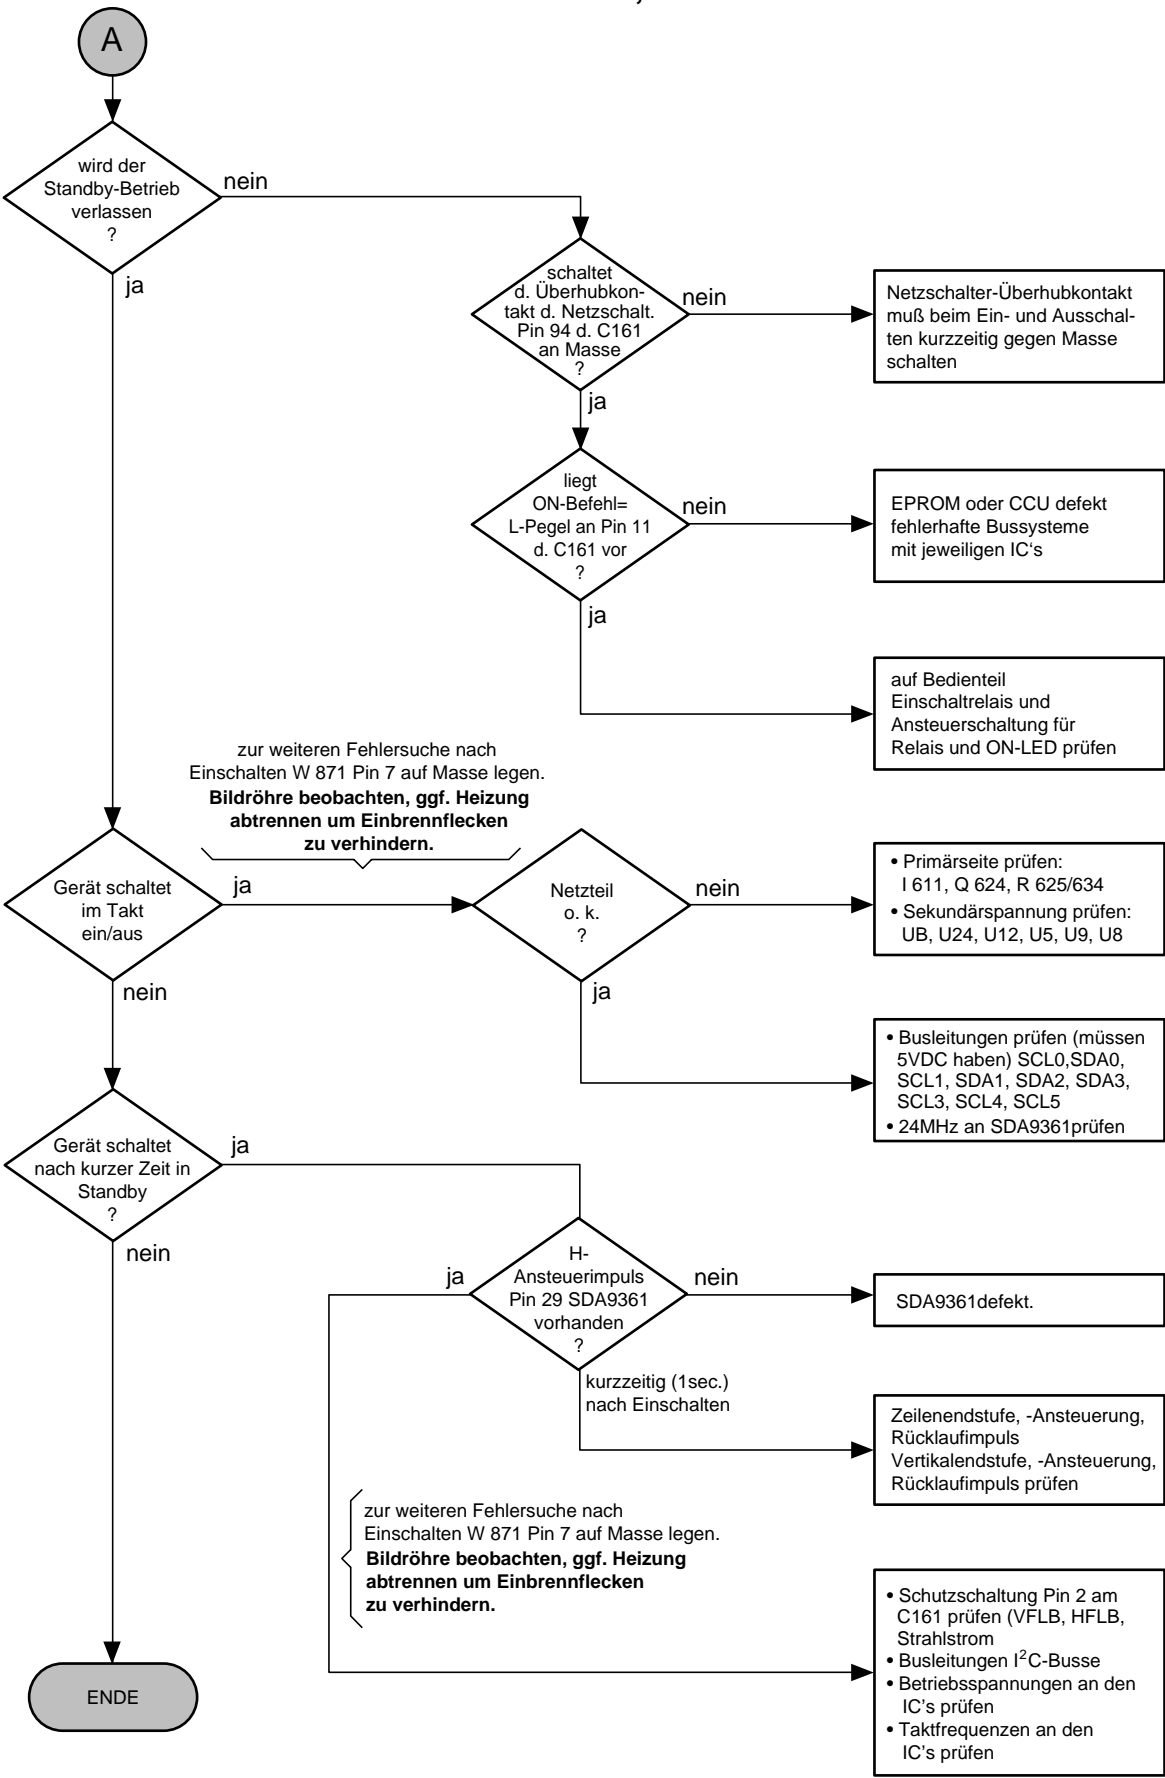 A
wird der
Standby-Betrieb
verlassen
?
nein
ja
schaltet
d. Überhubkon-
takt d. Netzschalt.
Pin 94 d. C161
an Masse
?
nein
ja
Netzschalter-Überhubkontakt
muß beim Ein- und Ausschal-
ten kurzzeitig gegen Masse
schalten
liegt
ON-Befehl=
L-Pegel an Pin 11
d. C161 vor
?
nein
ja
EPROM oder CCU defekt
fehlerhafte Bussysteme
mit jeweiligen IC's
auf Bedienteil
Einschaltrelais und
Ansteuerschaltung für
Relais und ON-LED prüfen
zur weiteren Fehlersuche nach
Einschalten W 871 Pin 7 auf Masse legen.
Bildröhre beobachten, ggf. Heizung
abtrennen um Einbrennflecken
zu verhindern.
Gerät schaltet
im Takt
ein/aus
ja
nein
Netzteil
o. k.
?
nein
ja
• Primärseite prüfen:
I 611, Q 624, R 625/634
• Sekundärspannung prüfen:
UB, U24, U12, U5, U9, U8
• Busleitungen prüfen (müssen
5VDC haben) SCL0,SDA0,
SCL1, SDA1, SDA2, SDA3,
SCL3, SCL4, SCL5
• 24MHz an SDA9361prüfen
Gerät schaltet
nach kurzer Zeit in
Standby
?
ja
nein
H-
Ansteuerimpuls
Pin 29 SDA9361
vorhanden
?
ja
nein
SDA9361defekt.
kurzzeitig (1sec.)
nach Einschalten
Zeilenendstufe, -Ansteuerung,
Rücklaufimpuls
Vertikalendstufe, -Ansteuerung,
Rücklaufimpuls prüfen
zur weiteren Fehlersuche nach
Einschalten W 871 Pin 7 auf Masse legen.
Bildröhre beobachten, ggf. Heizung
abtrennen um Einbrennflecken
zu verhindern.
• Schutzschaltung Pin 2 am
C161 prüfen (VFLB, HFLB,
Strahlstrom
• Busleitungen I²C-Busse
• Betriebsspannungen an den
IC's prüfen
• Taktfrequenzen an den
IC's prüfen
ENDE